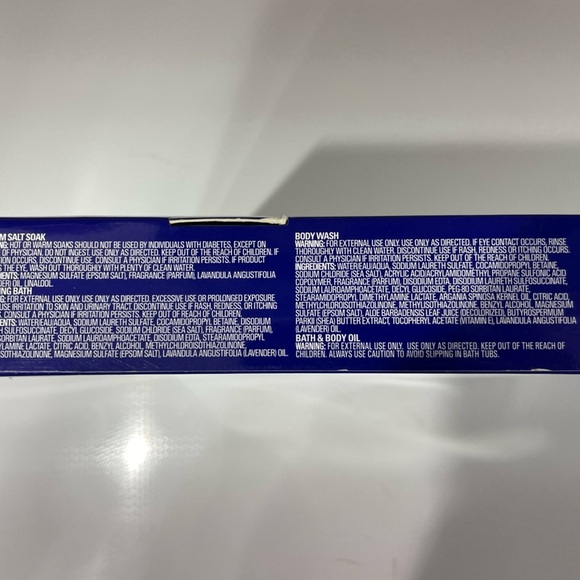 M SALT SOAK
NG: HOT OR WARM SOAKS SHOULD NOT BE USED BY INDIVIDUALS WITH DIABETES, EXCEPT ON
OF PHYSICIAN. DO NOT INGEST. USE ONLY AS DIRECTED. KEEP OUT OF THE REACH OF CHILDREN. IF
ION OCCURS, DISCONTINUE USE. CONSULT A PHYSICIAN IF IRRITATION PERSISTS. IF PRODUCT
S THE EYE, WASH OUT THOROUGHLY WITH PLENTY OF CLEAN WATER.
DIENTS: MAGNESIUM SULFATE (EPSOM SALT), FRAGRANCE (PARFUM), LAVANDULA ANGUSTIFOLIA
DER) OIL, LINALOOL.
ING BATH
G: FOR EXTERNAL USE ONLY. USE ONLY AS DIRECTED. EXCESSIVE USE OR PROLONGED EXPOSURE
USE IRRITATION TO SKIN AND URINARY TRACT. DISCONTINUE USE IF RASH, REDNESS, OR ITCHING
CONSULT A PHYSICIAN IF IRRITATION PERSISTS. KEEP OUT OF THE REACH OF CHILDREN.
DIENTS: WATER/EAU/AQUA, SODIUM LAURETH SULFATE, COCAMIDOPROPYL BETAINE, DISODIUM
H SULFOSUCCINATE, DECYL GLUCOSIDE, SODIUM CHLORIDE (SEA SALT), FRAGRANCE (PARFUM),
SORBITAN LAURATE, SODIUM LAUROAMPHOACETATE, DISODIUM EDTA, STEARAMIDOPROPYL
YLAMINE LACTATE, CITRIC ACID, BENZYL ALCOHOL, METHYLCHLOROISOTHIAZOLINONE,
ISOTHIAZOLINONE, MAGNESIUM SULFATE (EPSOM SALT), LAVANDULA ANGUSTIFOLIA (LAVENDER) OIL.
BODY WASH
WARNING: FOR EXTERNAL USE ONLY. USE ONLY AS DIRECTED. IF EYE CONTACT OCCURS, RINSE
THOROUGHLY WITH CLEAN WATER. DISCONTINUE USE IF RASH, REDNESS OR ITCHING OCCURS.
CONSULT A PHYSICIAN IF IRRITATION PERSISTS. KEEP OUT OF THE REACH OF CHILDREN.
INGREDIENTS: WATER/EAU/AQUA, SODIUM LAURETH SULFATE, COCAMIDOPROPYL BETAINE,
SODIUM CHLORIDE (SEA SALT), ACRYLIC ACID/ACRYLAMIDOMETHYL PROPANE SULFONIC ACID
COPOLYMER, FRAGRANCE (PARFUM), DISODIUM EDTA, DISODIUM LAURETH SULFOSUCCINATE,
SODIUM LAUROAMPHOACETATE, DECYL GLUCOSIDE, PEG-80 SORBITAN LAURATE,
STEARAMIDOPROPYL DIMETHYLAMINE LACTATE, ARGANIA SPINOSA KERNEL OIL, CITRIC ACID,
METHYLCHLOROISOTHIAZOLINONE, METHYLISOTHIAZOLINONE, BENZYL ALCOHOL, MAGNESIUM
SULFATE (EPSOM SALT), ALOE BARBADENSIS LEAF JUICE (DECOLORIZED), BUTYROSPERMUM
PARKII (SHEA) BUTTER EXTRACT, TOCOPHERYL ACETATE (VITAMIN E), LAVANDULA ANGUSTIFOLIA
(LAVENDER) OIL
BATH & BODY OIL
WARNING: FOR EXTERNAL USE ONLY. USE ONLY AS DIRECTED. KEEP OUT OF THE REACH OF
CHILDREN. ALWAYS USE CAUTION TO AVOID SLIPPING IN BATH TUBS.